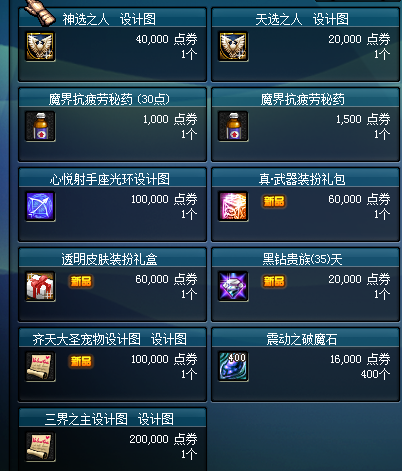 神选之人 设计图
40,000 点券
1个
天选之人 设计图
20,000 点券
1个
魔界抗疲劳秘药 (30点)
1,000 点券
1个
魔界抗疲劳秘药
1,500 点券
1个
心悦射手座光环设计图
100,000 点券
1个
真·武器装扮礼包
新品
60,000 点券
1个
透明皮肤装扮礼盒
新品
60,000 点券
1个
黑钻贵族(35)天
新品
20,000 点券
1个
齐天大圣宠物设计图 设计图
新品
100,000 点券
1个
震动之破魔石
400
16,000 点券
400个
三界之主设计图 设计图
200,000 点券
1个